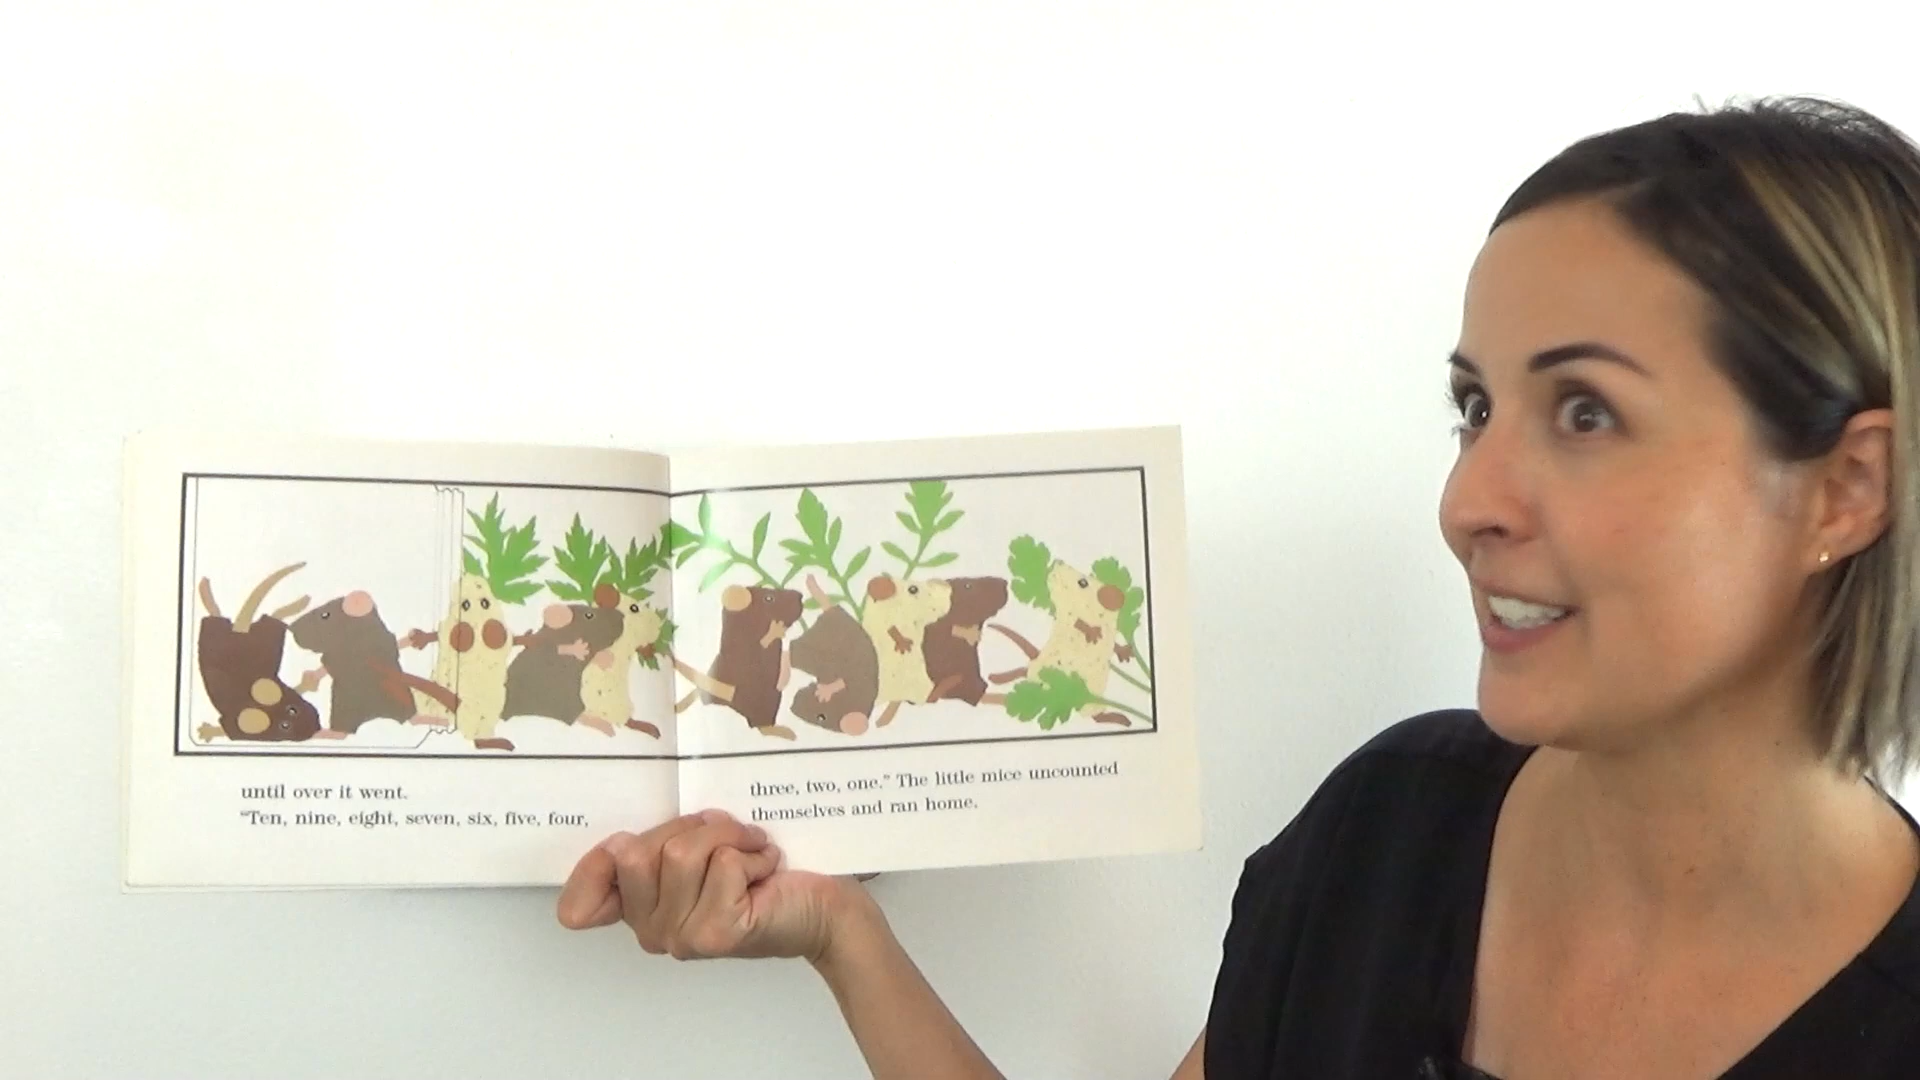 until over it went.
“Ten, nine, eight, seven, six, five, four,
three, two, one.” The little mice uncounted
themselves and ran home.